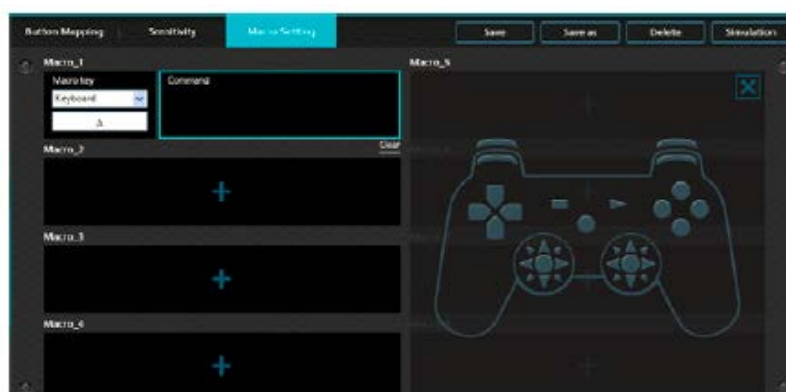 Button Mapping Sensitivity Macro Setting Save Save as Delete Simulation
Macro_1 Macro_5
Macro key Command
Keyboard
A
Macro_2 Clear
Macro_3
Macro_4